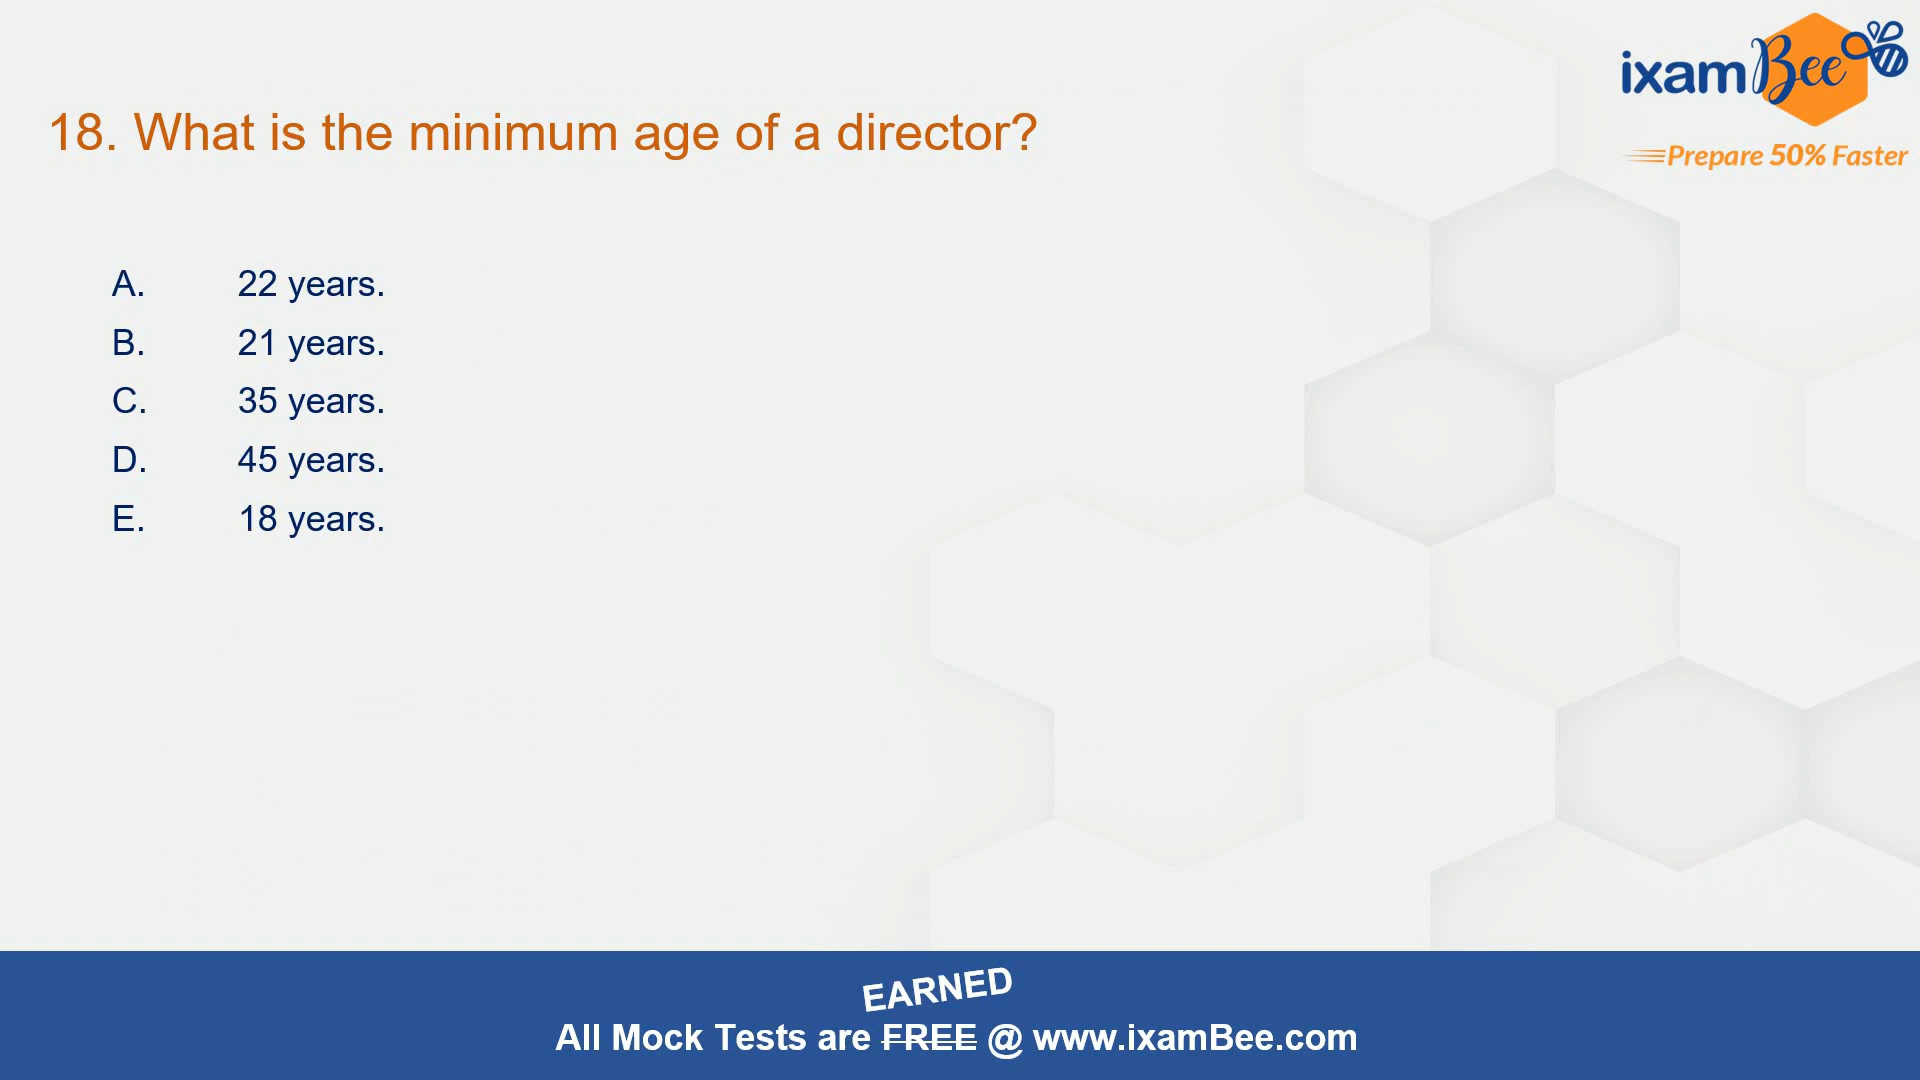 ixamBee
Prepare 50% Faster
18. What is the minimum age of a director?
A. 22 years.
B. 21 years.
C. 35 years.
D. 45 years.
E. 18 years.
EARNED
All Mock Tests are FREE @ www.ixamBee.com